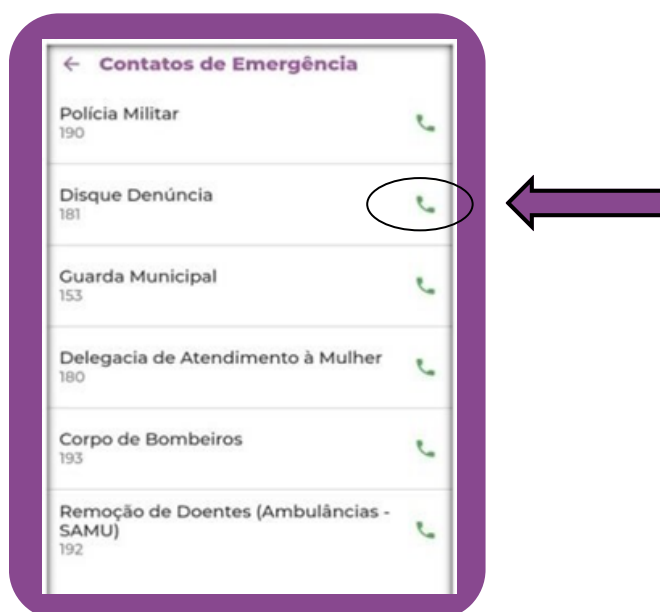 ← Contatos de Emergência
Polícia Militar
190
Disque Denúncia
181
Guarda Municipal
153
Delegacia de Atendimento à Mulher
180
Corpo de Bombeiros
193
Remoção de Doentes (Ambulâncias -
SAMU)
192